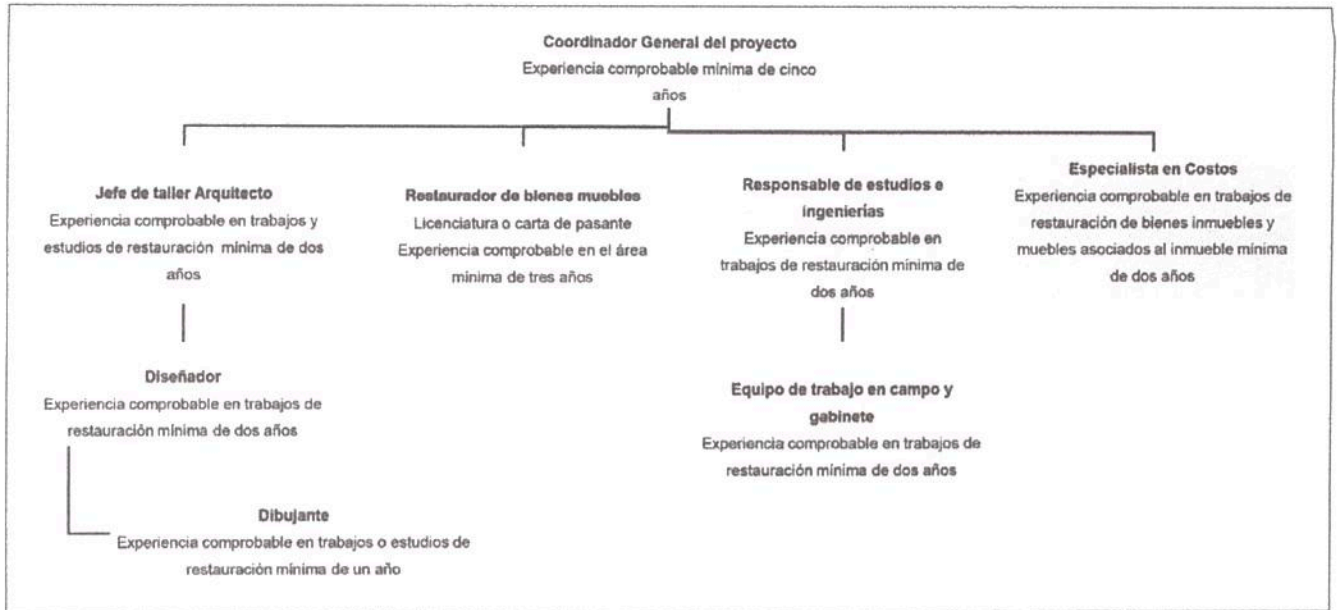 Coordinador General del proyecto
Experiencia comprobable mínima de cinco
años
Jefe de taller Arquitecto
Experiencia comprobable en trabajos y
estudios de restauración mínima de dos
años
Restaurador de bienes muebles
Licenciatura o carta de pasante
Experiencia comprobable en el área
mínima de tres años
Responsable de estudios e
ingenierías
Experiencia comprobable en
trabajos de restauración mínima de
dos años
Especialista en Costos
Experiencia comprobable en trabajos de
restauración de bienes inmuebles y
muebles asociados al inmueble mínima
de dos años
Diseñador
Experiencia comprobable en trabajos de
restauración mínima de dos años
Equipo de trabajo en campo y
gabinete
Experiencia comprobable en trabajos de
restauración mínima de dos años
Dibujante
Experiencia comprobable en trabajos o estudios de
restauración mínima de un año